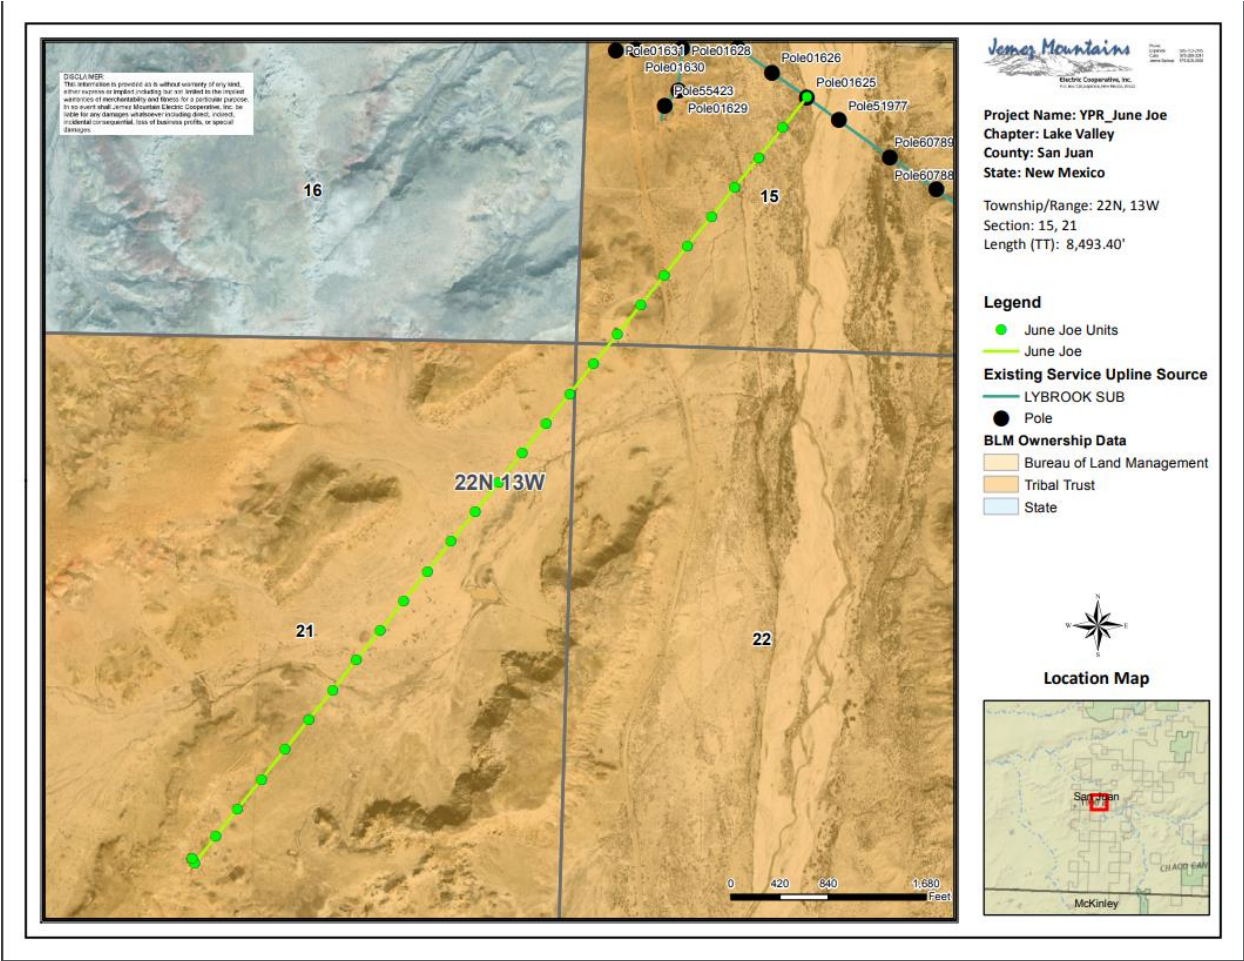 DISCLAIMER:
This information is provided as is without warranty of any kind,
either express or implied,including but not limited to the implied
warranties of merchantability and fitness for a particular purpose.
In no event shall Jemez Mountain Electric Cooperative, Inc. be
liable for any damages whatsoever including direct, indirect,
incidental consequential, loss of business profits, or special
damages.
Pole01631
Pole01628
Pole01630
Pole01626
Pole55423
Pole01625
Pole01629
Pole51977
Pole60789
Pole60788
16
15
22N 13W
21
22
0 420 840 1,680
Feet
Jemez Mountains
Electric Cooperative, Inc.
Project Name: YPR_June Joe
Chapter: Lake Valley
County: San Juan
State: New Mexico
Township/Range: 22N, 13W
Section: 15, 21
Length (TT): 8,493.40'
Legend
June Joe Units
June Joe
Existing Service Upline Source
LYBROOK SUB
Pole
BLM Ownership Data
Bureau of Land Management
Tribal Trust
State
N
W E
S
Location Map
San Juan
CHACO CAN
McKinley